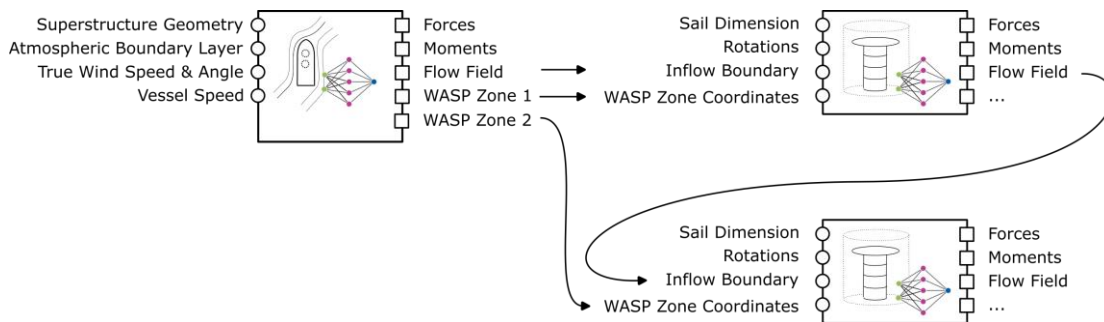 Superstructure Geometry
Atmospheric Boundary Layer
True Wind Speed & Angle
Vessel Speed
Forces
Moments
Flow Field
WASP Zone 1
WASP Zone 2
Sail Dimension
Rotations
Inflow Boundary
WASP Zone Coordinates
Forces
Moments
Flow Field
...
Sail Dimension
Rotations
Inflow Boundary
WASP Zone Coordinates
Forces
Moments
Flow Field
...